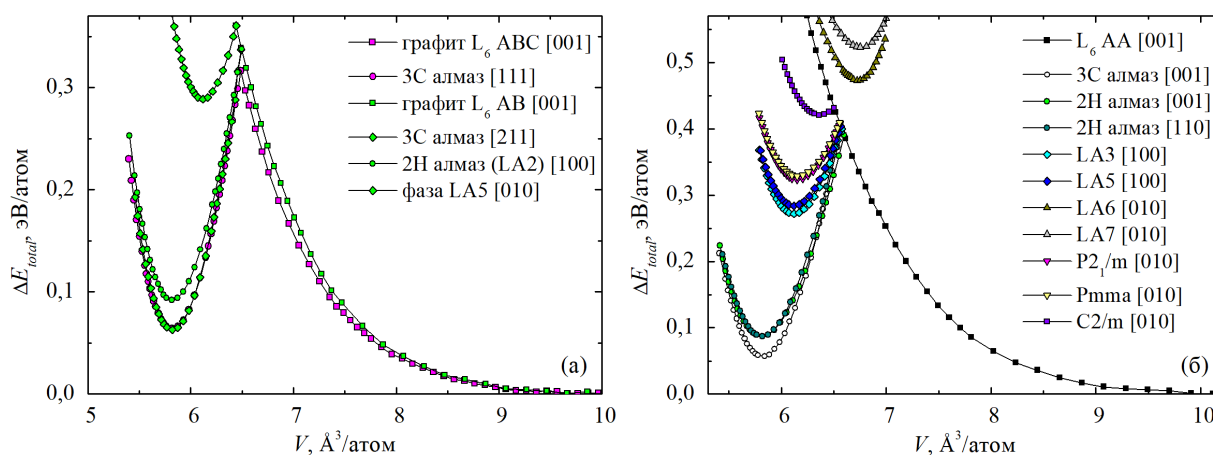 ΔE_total, эВ/атом
0,3
0,2
0,1
0,0
5
6
7
8
9
10
V, Å³/атом
графит L₆ ABC [001]
3C алмаз [111]
графит L₆ AB [001]
3C алмаз [211]
2H алмаз (LA2) [100]
фаза LA5 [010]
(а)
ΔE_total, эВ/атом
0,5
0,4
0,3
0,2
0,1
0,0
6
7
8
9
10
V, Å³/атом
L₆ AA [001]
3C алмаз [001]
2H алмаз [001]
2H алмаз [110]
LA3 [100]
LA5 [100]
LA6 [010]
LA7 [010]
P2₁/m [010]
Pmma [010]
C2/m [010]
(б)